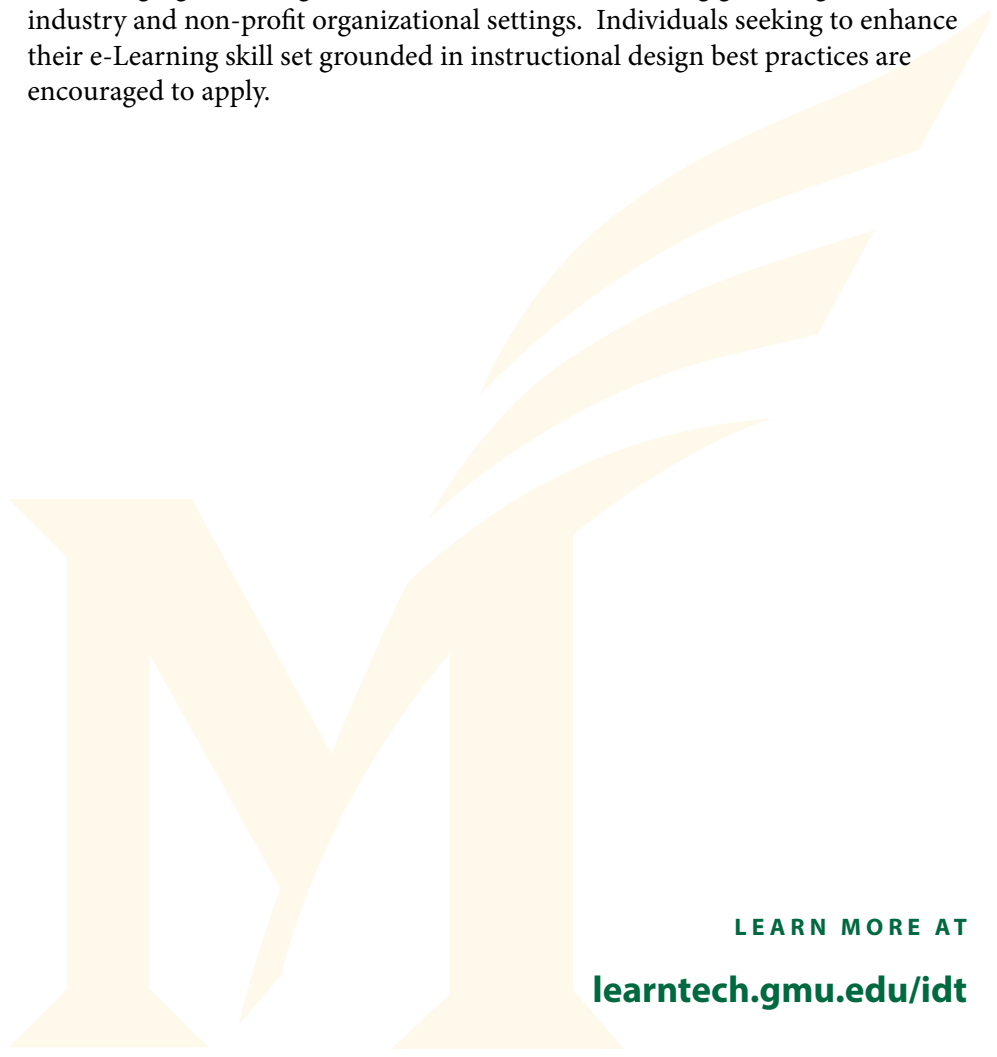 industry and non-profit organizational settings.  Individuals seeking to enhance
their e-Learning skill set grounded in instructional design best practices are
encouraged to apply.
LEARN MORE AT
learntech.gmu.edu/idt